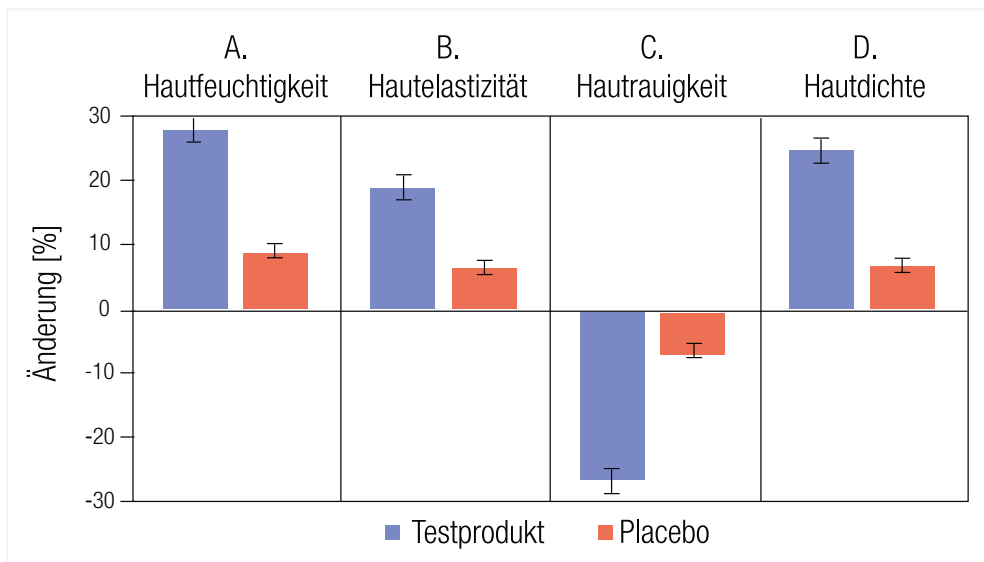 A.
Hautfeuchtigkeit
B.
Hautelastizität
C.
Hautrauigkeit
D.
Hautdichte
Änderung [%]
30
20
10
0
-10
-20
-30
Testprodukt
Placebo